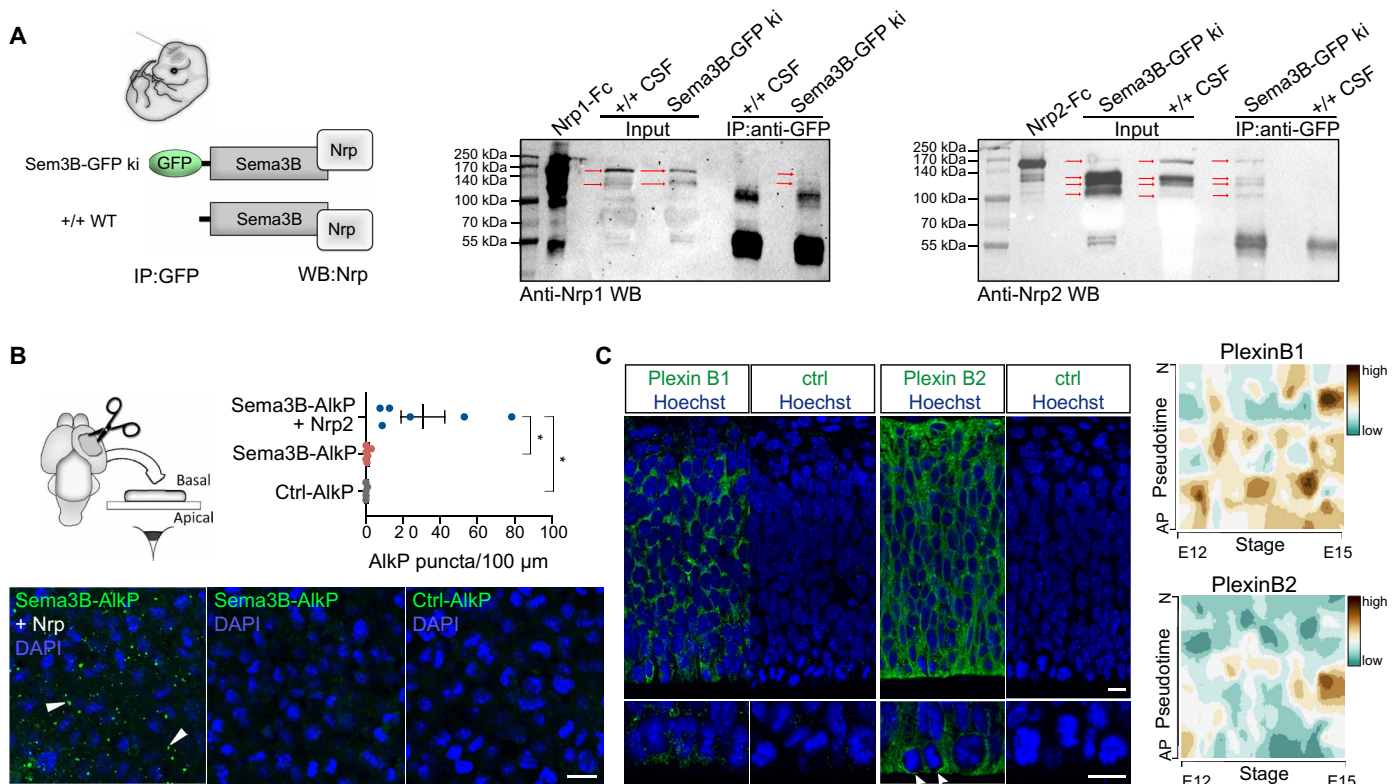 A
Sem3B-GFP ki
GFP
Sema3B
Nrp
+/+ WT
Sema3B
Nrp
IP:GFP
WB:Nrp
Nrp1-Fc
+/+ CSF
Sema3B-GFP ki
+/+ CSF
Sema3B-GFP ki
Input
IP:anti-GFP
250 kDa
170 kDa
140 kDa
100 kDa
70 kDa
55 kDa
Anti-Nrp1 WB
Nrp2-Fc
Sema3B-GFP ki
+/+ CSF
Sema3B-GFP ki
+/+ CSF
Input
IP:anti-GFP
250 kDa
170 kDa
140 kDa
100 kDa
70 kDa
55 kDa
Anti-Nrp2 WB
B
Basal
Apical
Sema3B-AlkP
+ Nrp2
Sema3B-AlkP
Ctrl-AlkP
*
*
0 20 40 60 80 100
AlkP puncta/100 µm
Sema3B-AlkP
+ Nrp
DAPI
Sema3B-AlkP
DAPI
Ctrl-AlkP
DAPI
C
Plexin B1
Hoechst
ctrl
Hoechst
Plexin B2
Hoechst
ctrl
Hoechst
PlexinB1
N
Pseudotime
AP
E12
Stage
E15
high
low
PlexinB2
N
Pseudotime
AP
E12
Stage
E15
high
low